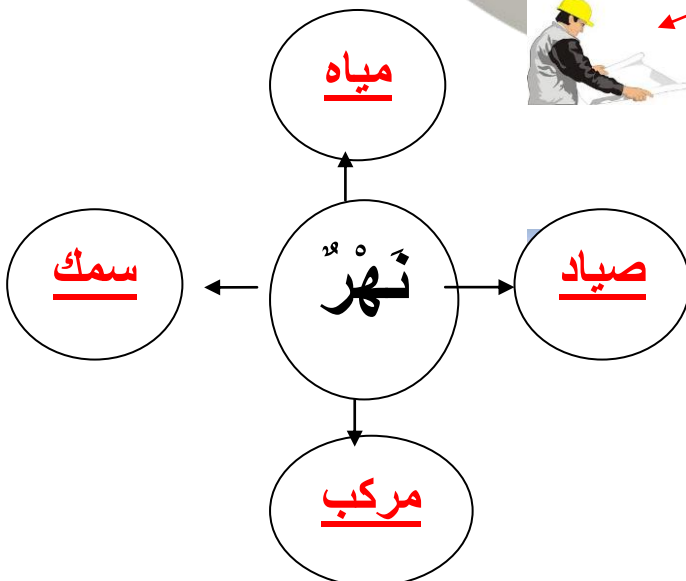 مياه
صياد
نَهْرٌ
سمك
مركب